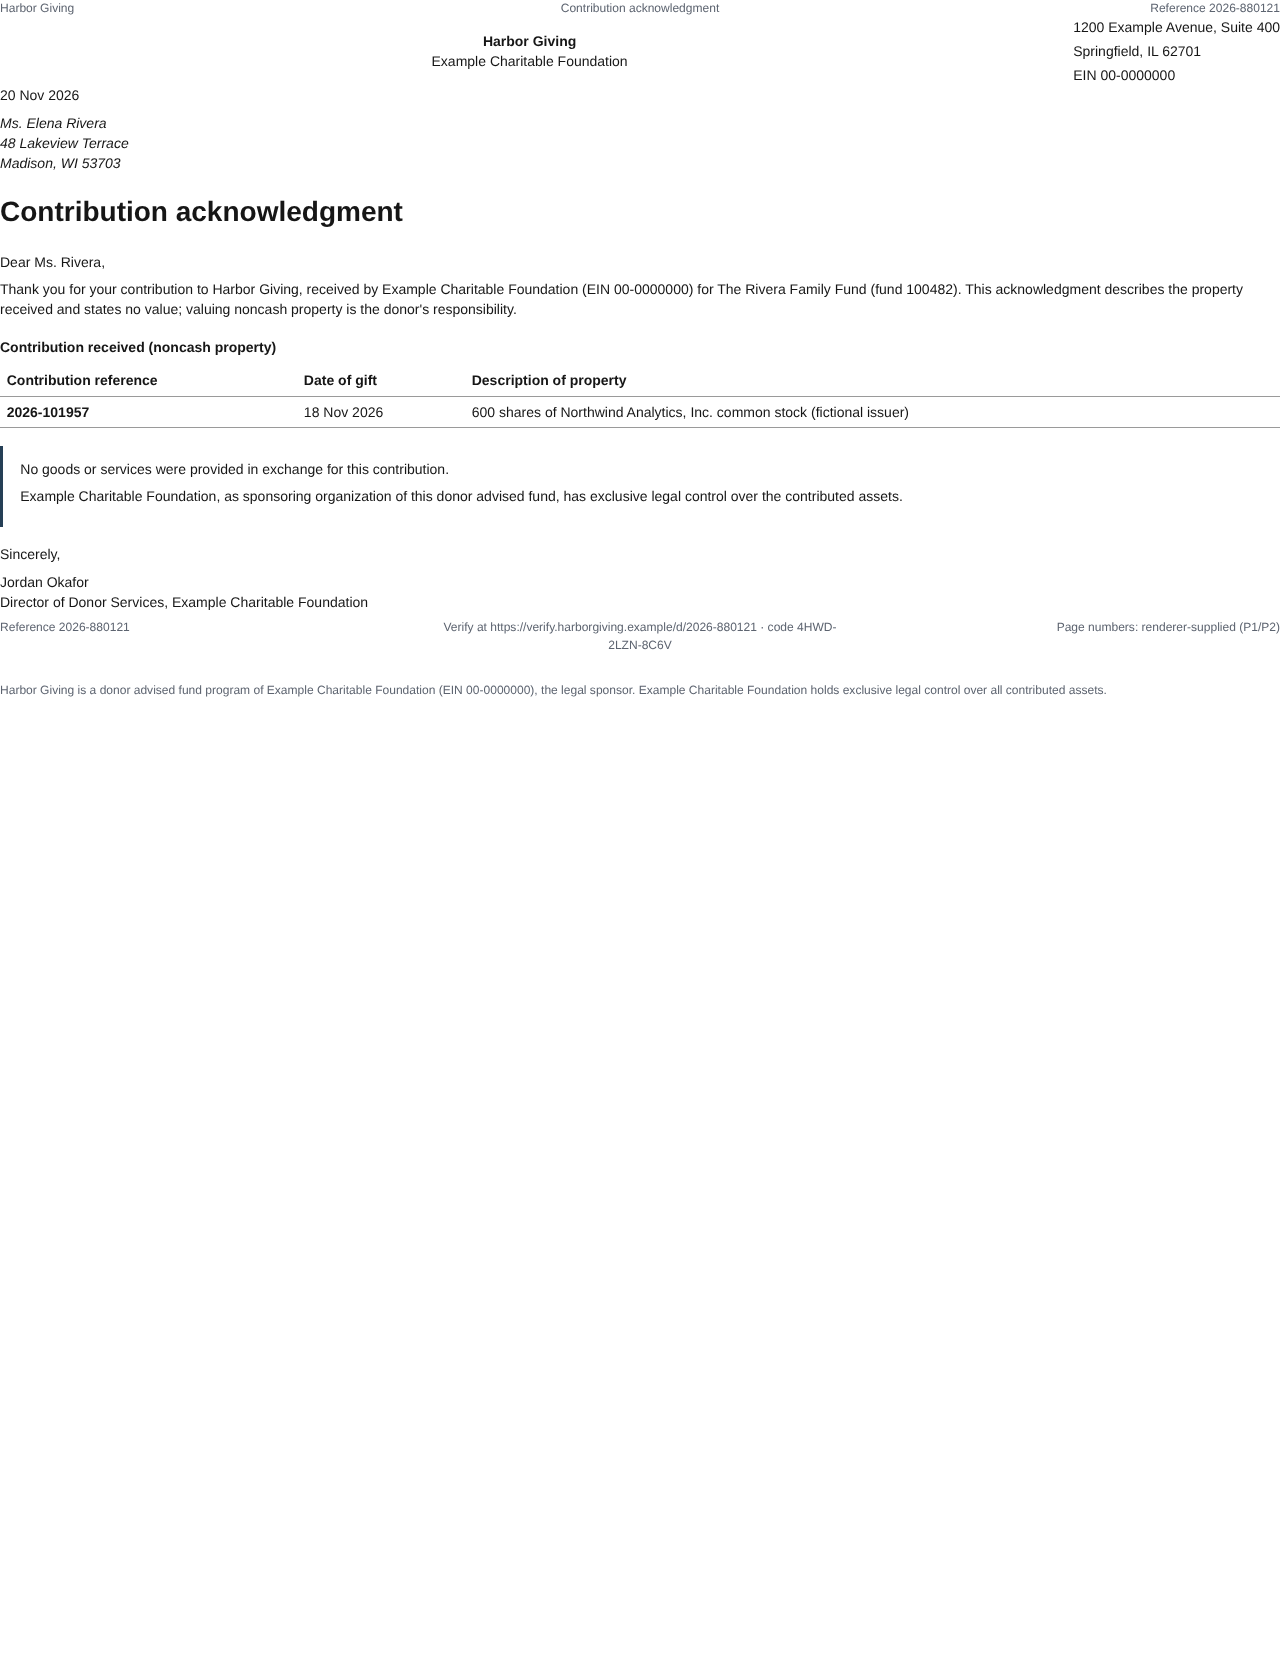 Harbor Giving
Contribution acknowledgment
Reference 2026-880121
Harbor Giving
Example Charitable Foundation
1200 Example Avenue, Suite 400
Springfield, IL 62701
EIN 00-0000000
20 Nov 2026
Ms. Elena Rivera
48 Lakeview Terrace
Madison, WI 53703
Contribution acknowledgment
Dear Ms. Rivera,
Thank you for your contribution to Harbor Giving, received by Example Charitable Foundation (EIN 00-0000000) for The Rivera Family Fund (fund 100482). This acknowledgment describes the property
received and states no value; valuing noncash property is the donor's responsibility.
Contribution received (noncash property)
Contribution reference Date of gift Description of property
2026-101957 18 Nov 2026 600 shares of Northwind Analytics, Inc. common stock (fictional issuer)
No goods or services were provided in exchange for this contribution.
Example Charitable Foundation, as sponsoring organization of this donor advised fund, has exclusive legal control over the contributed assets.
Sincerely,
Jordan Okafor
Director of Donor Services, Example Charitable Foundation
Reference 2026-880121
Verify at https://verify.harborgiving.example/d/2026-880121 · code 4HWD-
2LZN-8C6V
Page numbers: renderer-supplied (P1/P2)
Harbor Giving is a donor advised fund program of Example Charitable Foundation (EIN 00-0000000), the legal sponsor. Example Charitable Foundation holds exclusive legal control over all contributed assets.